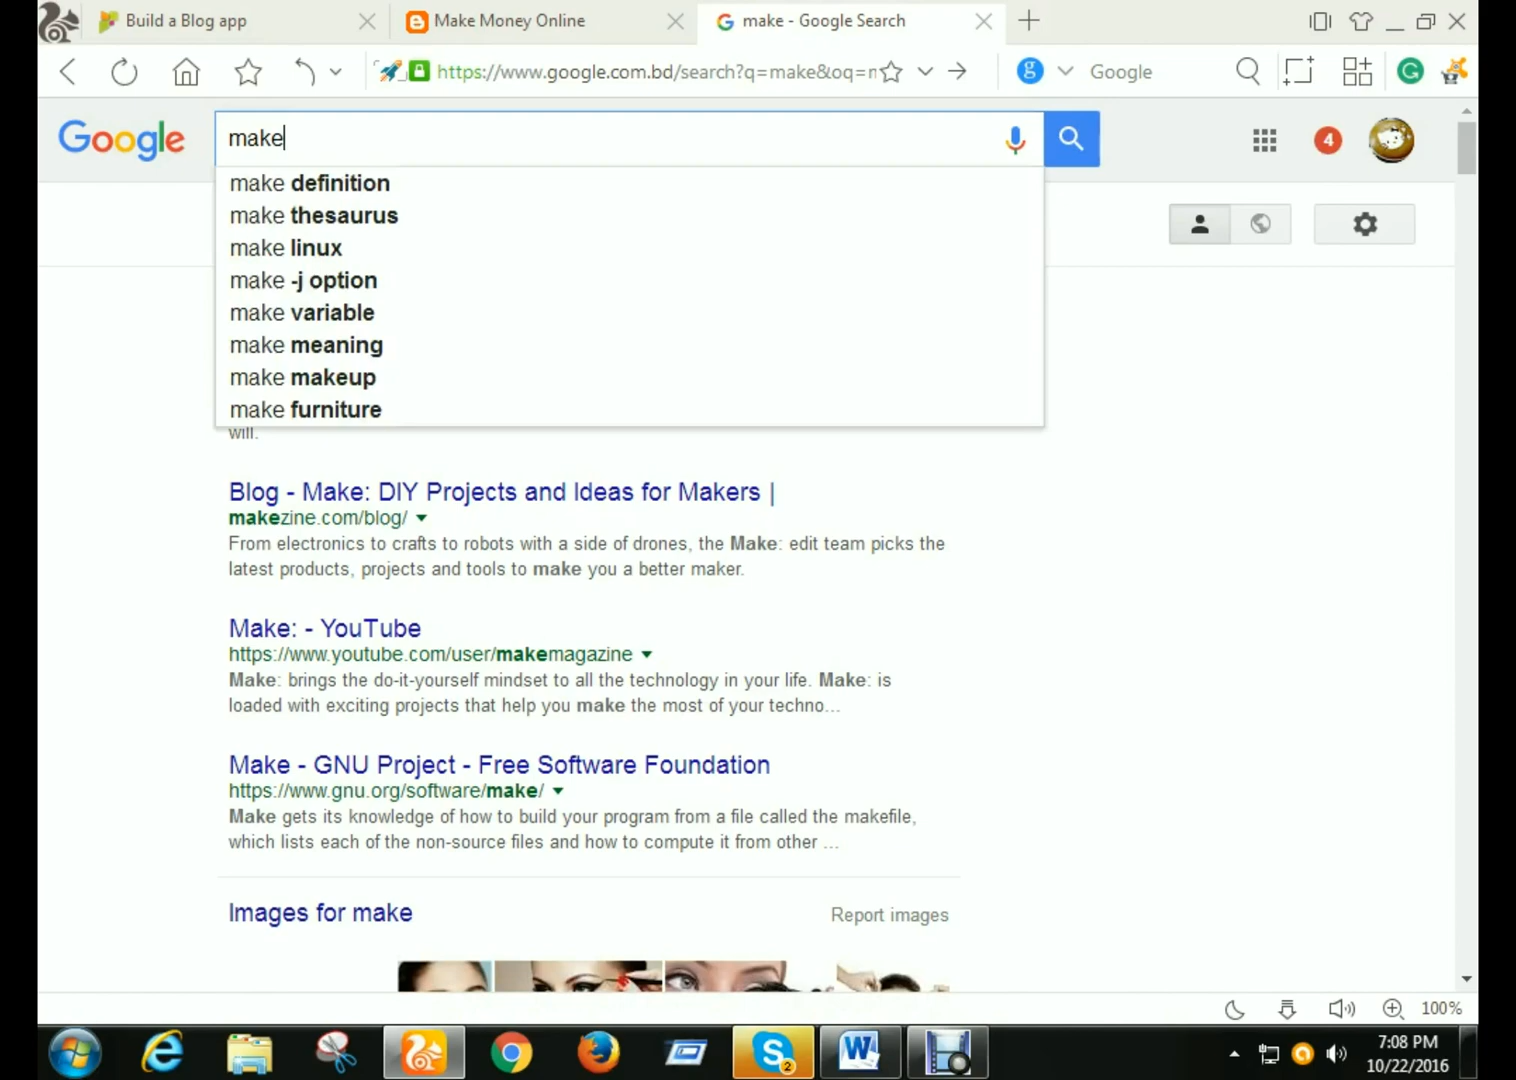 Build a Blog app
Make Money Online
make - Google Search
https://www.google.com.bd/search?q=make&oq=
Google
Google
make
4
make definition
make thesaurus
make linux
make -j option
make variable
make meaning
make makeup
make furniture
will.
Blog - Make: DIY Projects and Ideas for Makers |
makezine.com/blog/
From electronics to crafts to robots with a side of drones, the Make: edit team picks the
latest products, projects and tools to make you a better maker.
Make: - YouTube
https://www.youtube.com/user/makemagazine
Make: brings the do-it-yourself mindset to all the technology in your life. Make: is
loaded with exciting projects that help you make the most of your techno...
Make - GNU Project - Free Software Foundation
https://www.gnu.org/software/make/
Make gets its knowledge of how to build your program from a file called the makefile,
which lists each of the non-source files and how to compute it from other ...
Images for make
Report images
100%
2
7:08 PM
10/22/2016